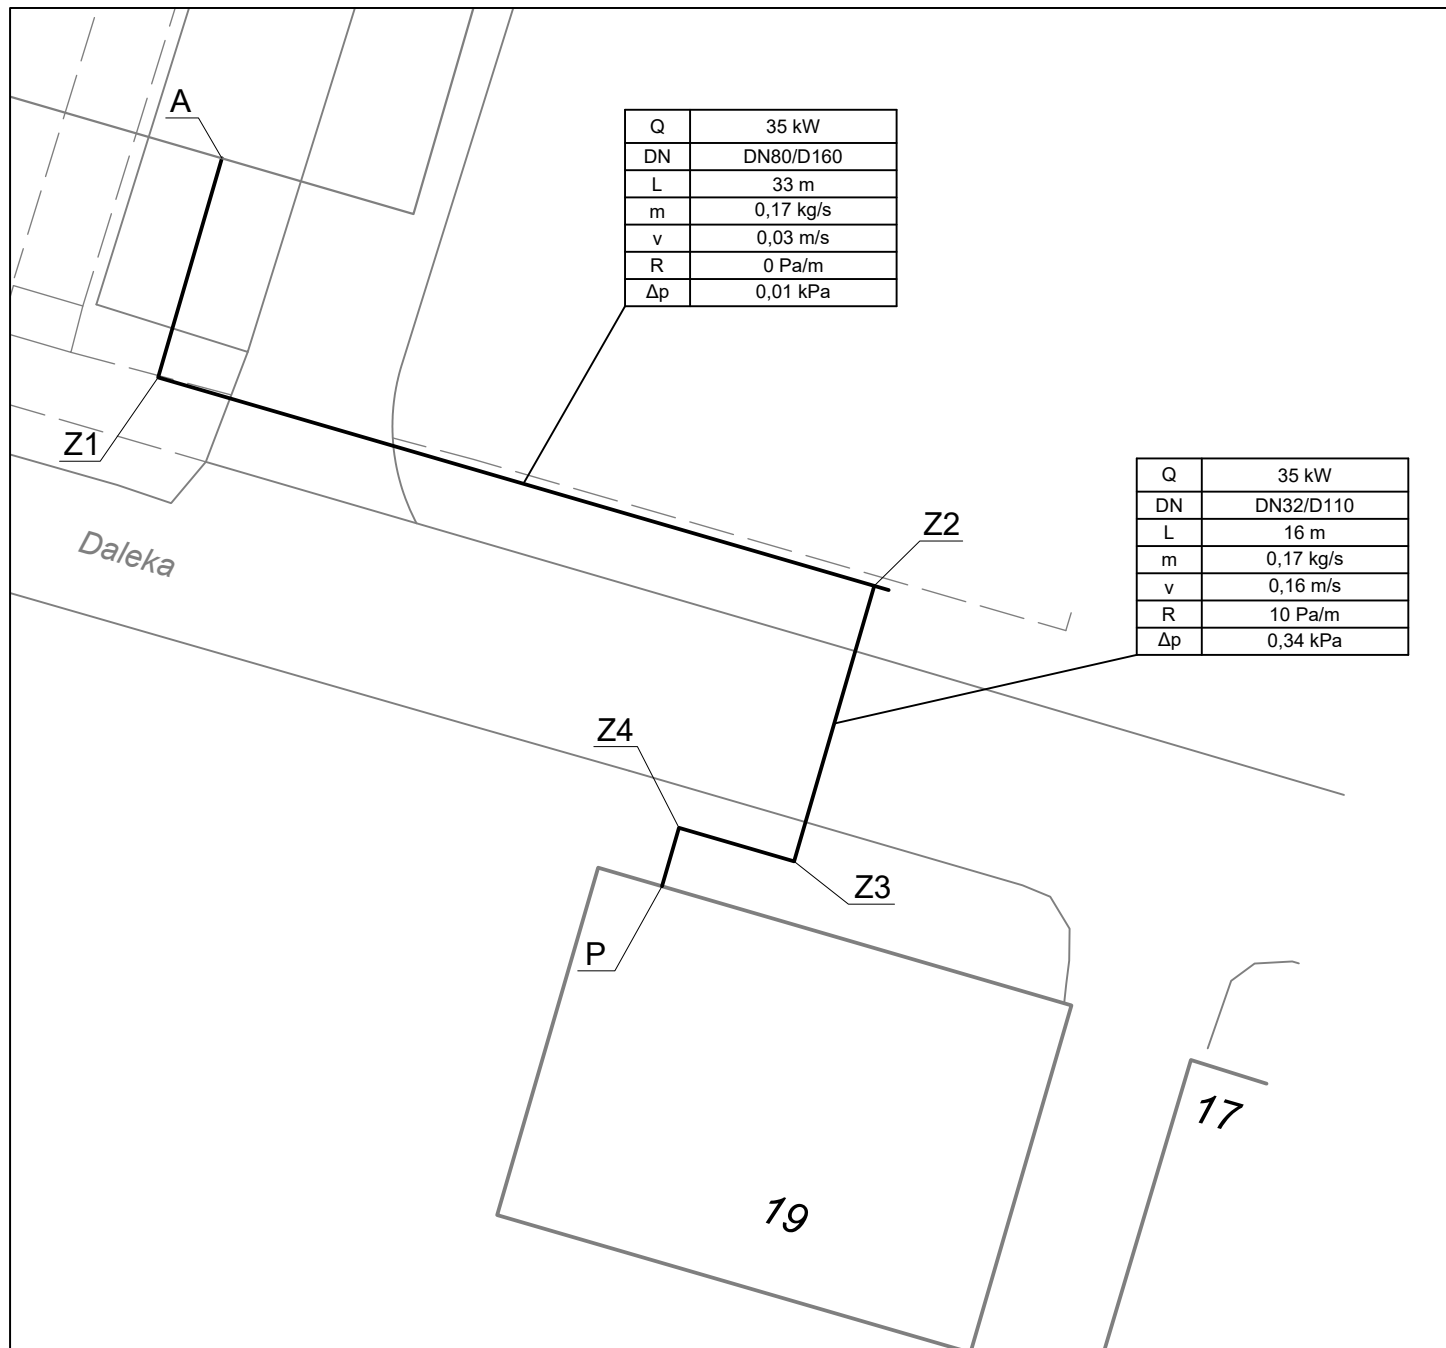 A
Q 35 kW
DN DN80/D160
L 33 m
m 0,17 kg/s
v 0,03 m/s
R 0 Pa/m
Δp 0,01 kPa
Z1
Q 35 kW
DN DN32/D110
L 16 m
m 0,17 kg/s
v 0,16 m/s
R 10 Pa/m
Δp 0,34 kPa
Z2
Daleka
Z4
Z3
P
17
19